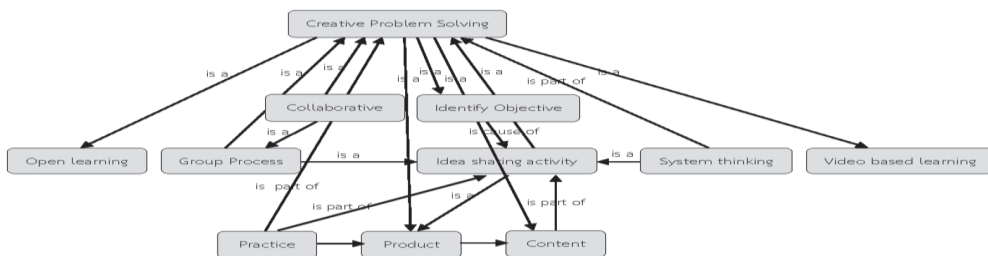 Creative Problem Solving
is a
is a
is a
is a
is a
is a
is a
is part of
is a
Collaborative
Identify Objective
is a
is cause of
Open learning
Group Process
is a
Idea sharing activity
is a
System thinking
Video based learning
is part of
is part of
is a
is part of
Practice
Product
Content